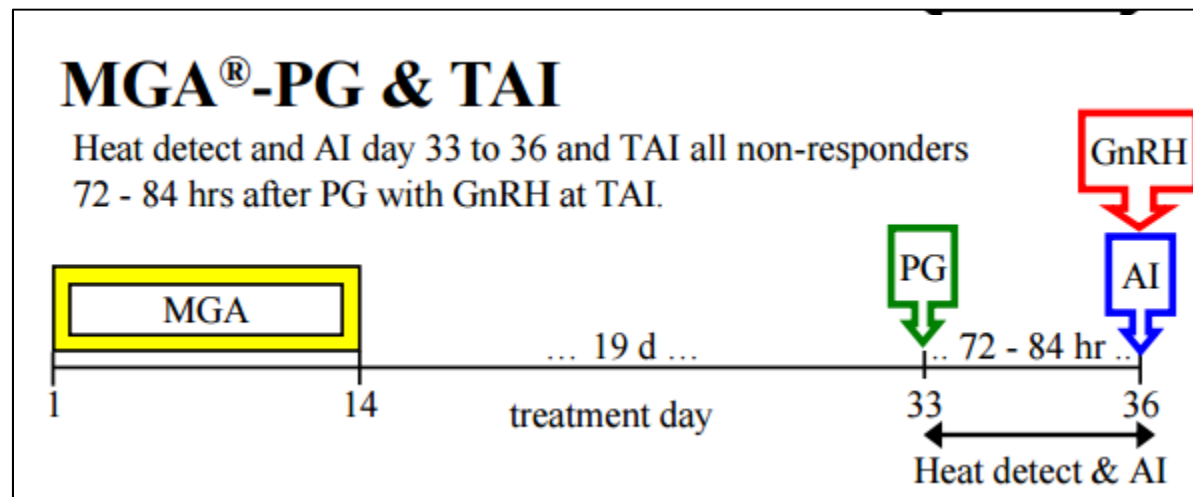 MGA®-PG & TAI
Heat detect and AI day 33 to 36 and TAI all non-responders
72 - 84 hrs after PG with GnRH at TAI.
GnRH
PG
AI
MGA
... 19 d ...
.. 72 - 84 hr ..
1
14
treatment day
33
36
Heat detect & AI